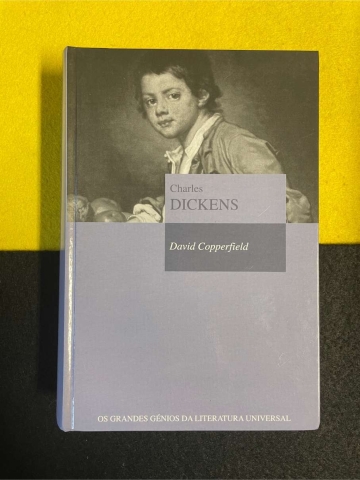 Charles
DICKENS
David Copperfield
OS GRANDES GÉNIOS DA LITERATURA UNIVERSAL